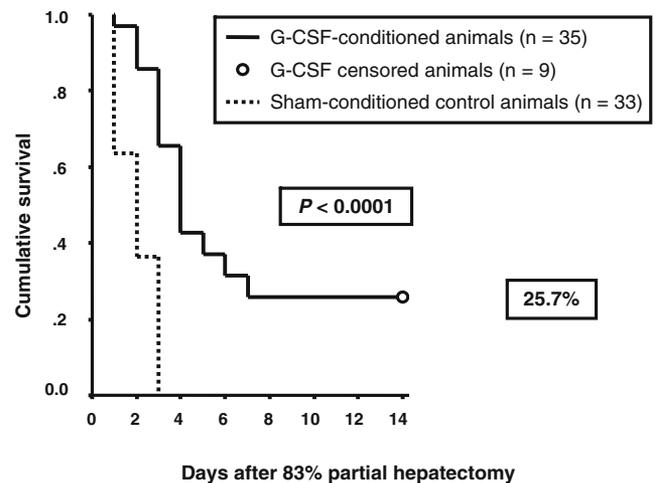 G-CSF-conditioned animals (n = 35)
G-CSF censored animals (n = 9)
Sham-conditioned control animals (n = 33)
Cumulative survival
1.0
.8
.6
.4
.2
0.0
P < 0.0001
25.7%
0 2 4 6 8 10 12 14
Days after 83% partial hepatectomy